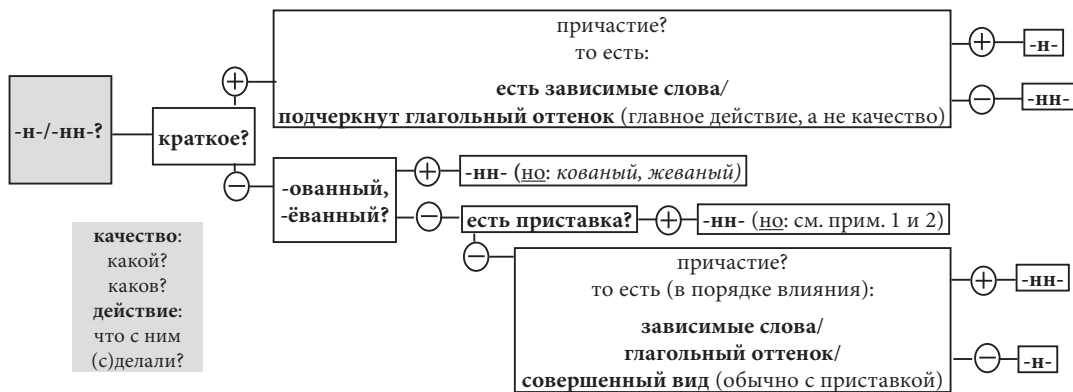 -н-/-нн-?
краткое?
+
причастие?
то есть:
есть зависимые слова/
подчеркнут глагольный оттенок (главное действие, а не качество)
+
-н-
−
-нн-
−
-ованный,
-ёванный?
+
-нн- (но: кованый, жеваный)
−
есть приставка?
+
-нн- (но: см. прим. 1 и 2)
−
причастие?
то есть (в порядке влияния):
зависимые слова/
глагольный оттенок/
совершенный вид (обычно с приставкой)
+
-нн-
−
-н-
качество:
какой?
каков?
действие:
что с ним
(с)делали?